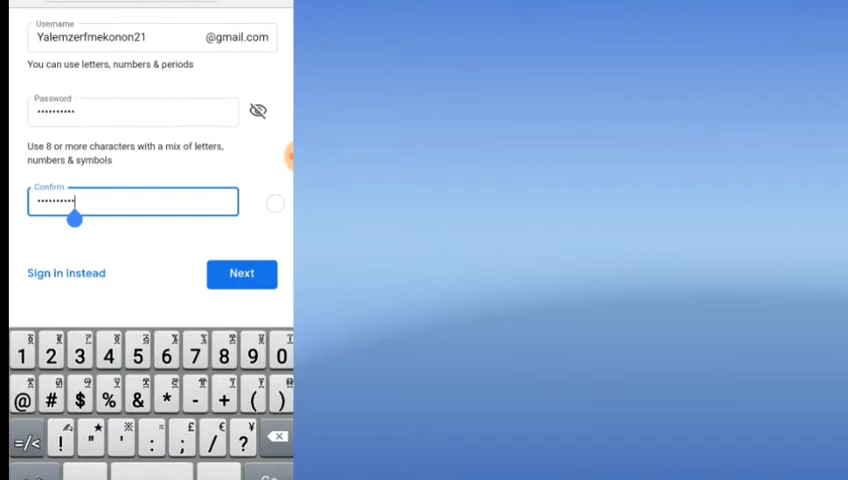 Username
Yalemzerfmekonon21 @gmail.com
You can use letters, numbers & periods
Password
••••••••••
Use 8 or more characters with a mix of letters,
numbers & symbols
Confirm
••••••••••
Sign in instead Next
1 2 3 4 5 6 7 8 9 0
@ # $ % & * - + ( )
=/< ! " ' : ; / ?